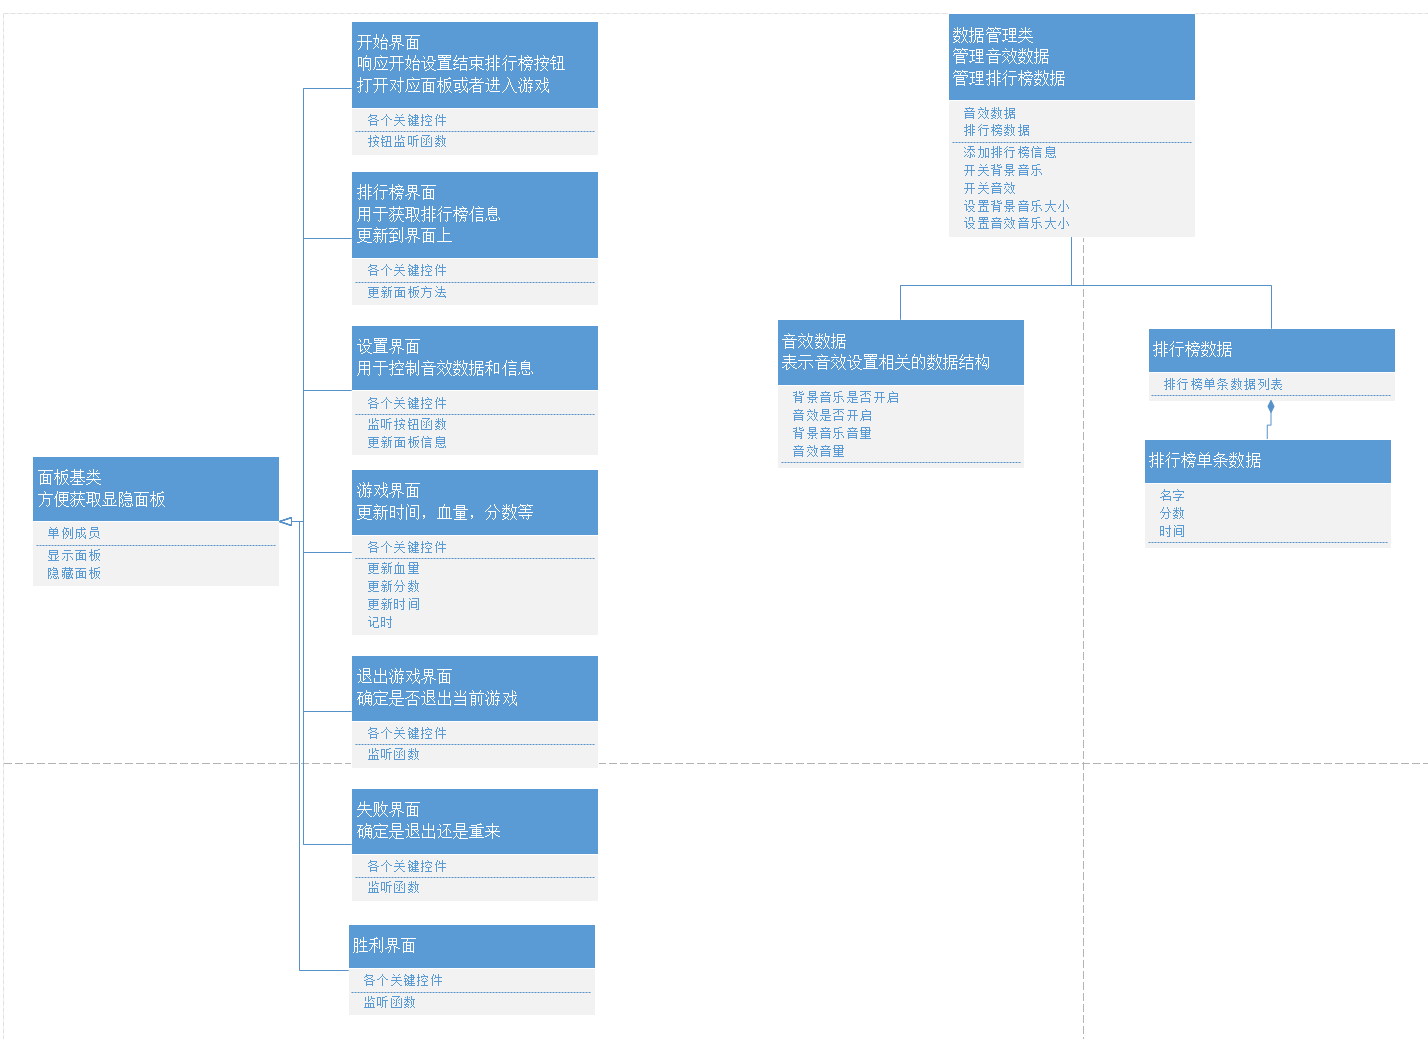 开始界面
响应开始设置结束排行榜按钮
打开对应面板或者进入游戏
各个关键控件
按钮监听函数
排行榜界面
用于获取排行榜信息
更新到界面上
各个关键控件
更新面板方法
设置界面
用于控制音效数据和信息
各个关键控件
监听按钮函数
更新面板信息
面板基类
方便获取显隐面板
单例成员
显示面板
隐藏面板
游戏界面
更新时间，血量，分数等
各个关键控件
更新血量
更新分数
更新时间
记时
退出游戏界面
确定是否退出当前游戏
各个关键控件
监听函数
失败界面
确定是退出还是重来
各个关键控件
监听函数
胜利界面
各个关键控件
监听函数
数据管理类
管理音效数据
管理排行榜数据
音效数据
排行榜数据
添加排行榜信息
开关背景音乐
开关音效
设置背景音乐大小
设置音效音乐大小
音效数据
表示音效设置相关的数据结构
背景音乐是否开启
音效是否开启
背景音乐音量
音效音量
排行榜数据
排行榜单条数据列表
排行榜单条数据
名字
分数
时间